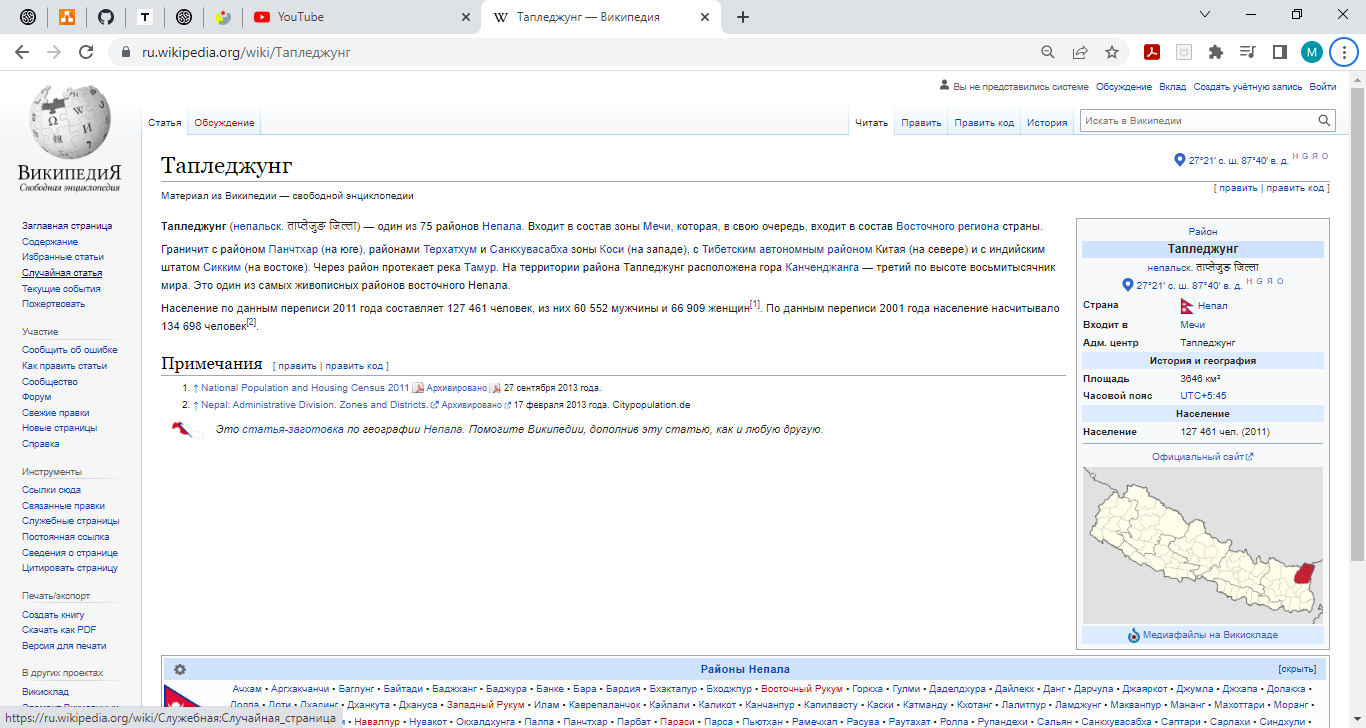 YouTube
Тапледжунг — Википедия
ru.wikipedia.org/wiki/Тапледжунг
M
Вы не представились системе Обсуждение Вклад Создать учётную запись Войти
Статья Обсуждение Читать Править Править код История Искать в Википедии
ВИКИПЕДИЯ
Свободная энциклопедия
Тапледжунг
27°21′ с. ш. 87°40′ в. д. H G Я O
[ править | править код ]
Материал из Википедии — свободной энциклопедии
Заглавная страница
Содержание
Избранные статьи
Случайная статья
Текущие события
Пожертвовать
Участие
Сообщить об ошибке
Как править статьи
Сообщество
Форум
Свежие правки
Новые страницы
Справка
Инструменты
Ссылки сюда
Связанные правки
Служебные страницы
Постоянная ссылка
Сведения о странице
Цитировать страницу
Печать/экспорт
Создать книгу
Скачать как PDF
Версия для печати
В других проектах
Викисклад
Тапледжунг (непальск. ताप्लेजुङ जिल्ला) — один из 75 районов Непала. Входит в состав зоны Мечи, которая, в свою очередь, входит в состав Восточного региона страны.
Граничит с районом Панчтхар (на юге), районами Терхатхум и Санкхувасабха зоны Коси (на западе), с Тибетским автономным районом Китая (на севере) и с индийским
штатом Сикким (на востоке). Через район протекает река Тамур. На территории района Тапледжунг расположена гора Канченджанга — третий по высоте восьмитысячник
мира. Это один из самых живописных районов восточного Непала.
Население по данным переписи 2011 года составляет 127 461 человек, из них 60 552 мужчины и 66 909 женщин[1]. По данным переписи 2001 года население насчитывало
134 698 человек[2].
Примечания [ править | править код ]
1. ↑ National Population and Housing Census 2011 Архивировано 27 сентября 2013 года.
2. ↑ Nepal: Administrative Division. Zones and Districts. Архивировано 17 февраля 2013 года. Citypopulation.de
Это статья-заготовка по географии Непала. Помогите Википедии, дополнив эту статью, как и любую другую.
Район
Тапледжунг
непальск. ताप्लेजुङ जिल्ला
27°21′ с. ш. 87°40′ в. д. H G Я O
Страна Непал
Входит в Мечи
Адм. центр Тапледжунг
История и география
Площадь 3646 км²
Часовой пояс UTC+5:45
Население
Население 127 461 чел. (2011)
Официальный сайт
Медиафайлы на Викискладе
Районы Непала [скрыть]
Ачхам • Аргхакчанчи • Баглунг • Байтади • Баджханг • Баджура • Банке • Бара • Бардия • Бхактапур • Бходжпур • Восточный Рукум • Горкха • Гулми • Даделдхура • Дайлекх • Данг • Дарчула • Джаяркот • Джумла • Джхапа • Долакха •
Долпа • Доти • Дхадинг • Дханкута • Дхануса • Западный Рукум • Илам • Каврепаланчок • Кайлали • Каликот • Канчанпур • Капилвасту • Каски • Катманду • Кхотанг • Лалитпур • Ламджунг • Макванпур • Мананг • Махоттари • Моранг •
• Навалпур • Нувакот • Окхалдхунга • Палпа • Панчтхар • Парбат • Параси • Парса • Пьютхан • Рамечхап • Расува • Раутахат • Ролпа • Рупандехи • Сальян • Санкхувасабха • Саптари • Сарлахи • Синдхули •
https://ru.wikipedia.org/wiki/Служебная:Случайная_страница